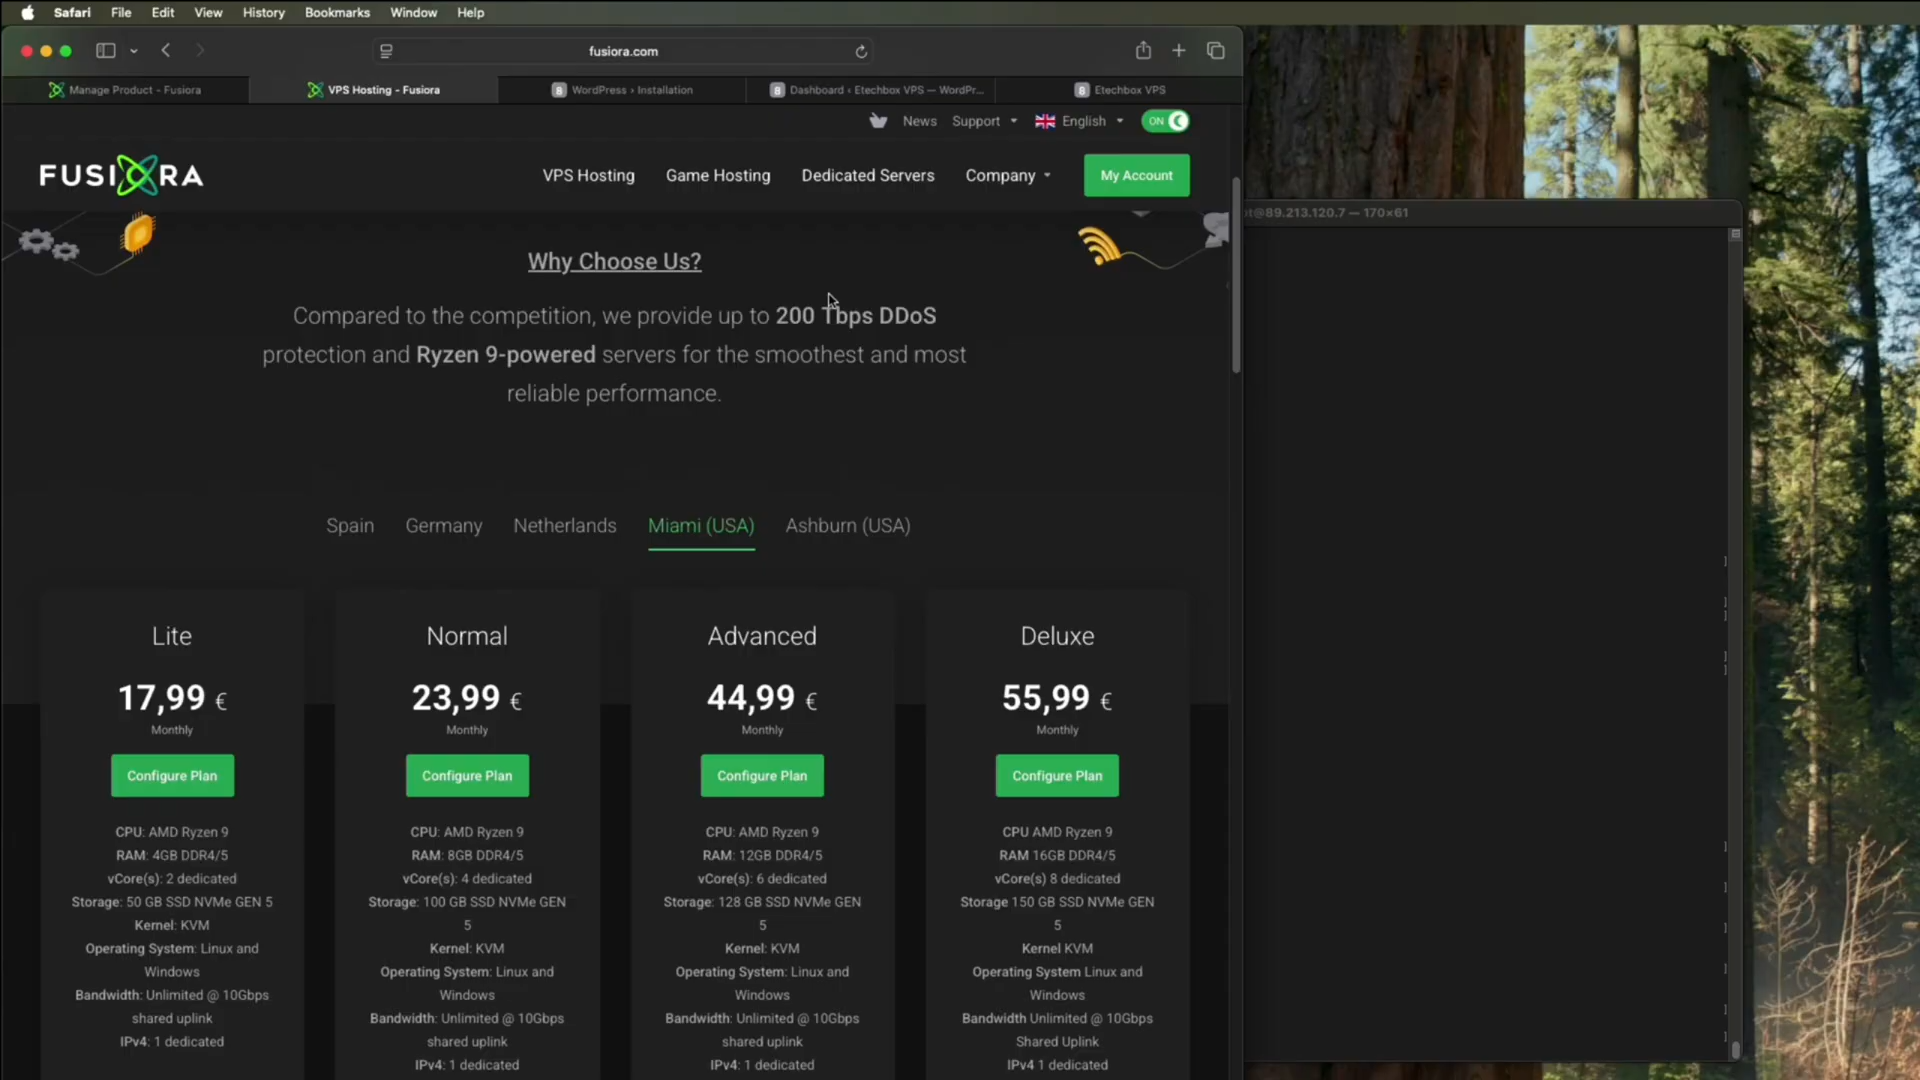 Safari File Edit View History Bookmarks Window Help
fusiora.com
Manage Product - Fusiora
VPS Hosting - Fusiora
WordPress › Installation
Dashboard ‹ Etechbox VPS — WordPr...
Etechbox VPS
News Support English ON
FUSIORA
VPS Hosting Game Hosting Dedicated Servers Company My Account
t@89.213.120.7 — 170×61
Why Choose Us?
Compared to the competition, we provide up to 200 Tbps DDoS
protection and Ryzen 9-powered servers for the smoothest and most
reliable performance.
Spain Germany Netherlands Miami (USA) Ashburn (USA)
Lite
17,99 €
Monthly
Configure Plan
CPU: AMD Ryzen 9
RAM: 4GB DDR4/5
vCore(s): 2 dedicated
Storage: 50 GB SSD NVMe GEN 5
Kernel: KVM
Operating System: Linux and
Windows
Bandwidth: Unlimited @ 10Gbps
shared uplink
IPv4: 1 dedicated
Normal
23,99 €
Monthly
Configure Plan
CPU: AMD Ryzen 9
RAM: 8GB DDR4/5
vCore(s): 4 dedicated
Storage: 100 GB SSD NVMe GEN
5
Kernel: KVM
Operating System: Linux and
Windows
Bandwidth: Unlimited @ 10Gbps
shared uplink
IPv4: 1 dedicated
Advanced
44,99 €
Monthly
Configure Plan
CPU: AMD Ryzen 9
RAM: 12GB DDR4/5
vCore(s): 6 dedicated
Storage: 128 GB SSD NVMe GEN
5
Kernel: KVM
Operating System: Linux and
Windows
Bandwidth: Unlimited @ 10Gbps
shared uplink
IPv4: 1 dedicated
Deluxe
55,99 €
Monthly
Configure Plan
CPU AMD Ryzen 9
RAM 16GB DDR4/5
vCore(s) 8 dedicated
Storage 150 GB SSD NVMe GEN
5
Kernel KVM
Operating System Linux and
Windows
Bandwidth Unlimited @ 10Gbps
Shared Uplink
IPv4 1 dedicated